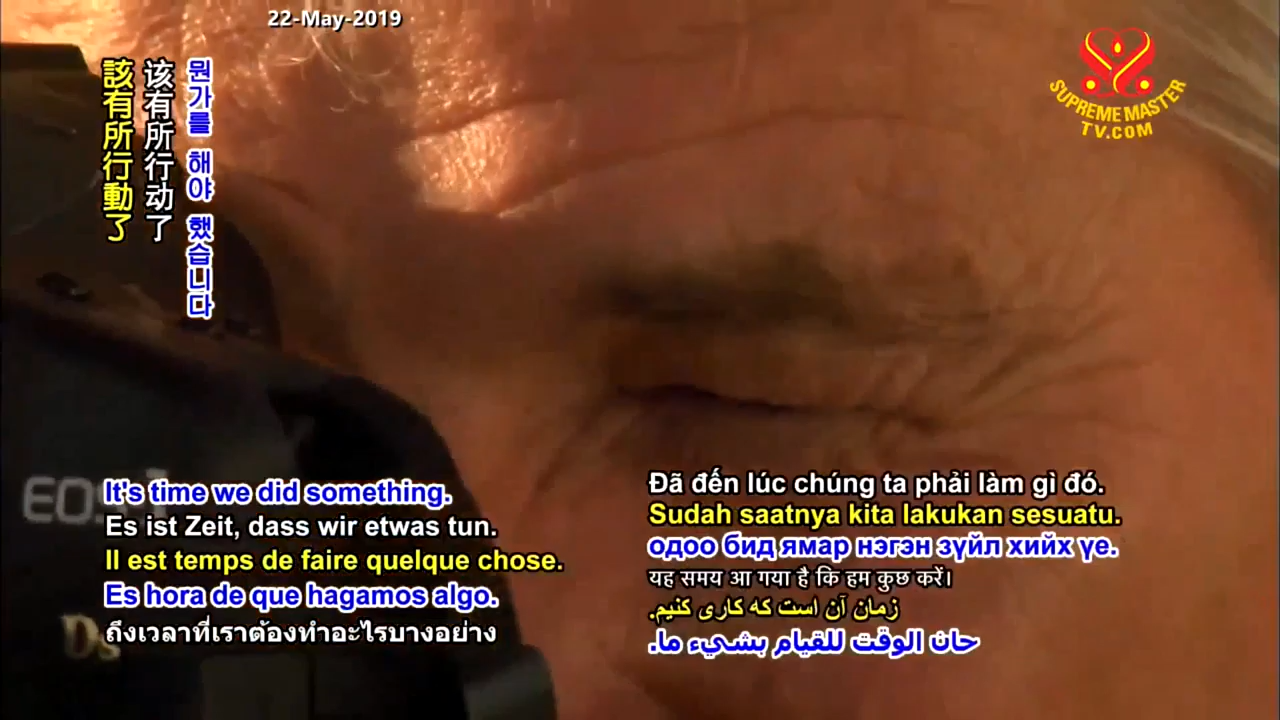 22-May-2019
SUPREME MASTER
TV.COM
該有所行動了
该有所行动了
뭔가를 해야 했습니다
It's time we did something.
Es ist Zeit, dass wir etwas tun.
Il est temps de faire quelque chose.
Es hora de que hagamos algo.
ถึงเวลาที่เราต้องทำอะไรบางอย่าง
Đã đến lúc chúng ta phải làm gì đó.
Sudah saatnya kita lakukan sesuatu.
одоо бид ямар нэгэн зүйл хийх үе.
यह समय आ गया है कि हम कुछ करें।
زمان آن است که کاری کنیم.
حان الوقت للقيام بشيء ما.
EOS
Ds